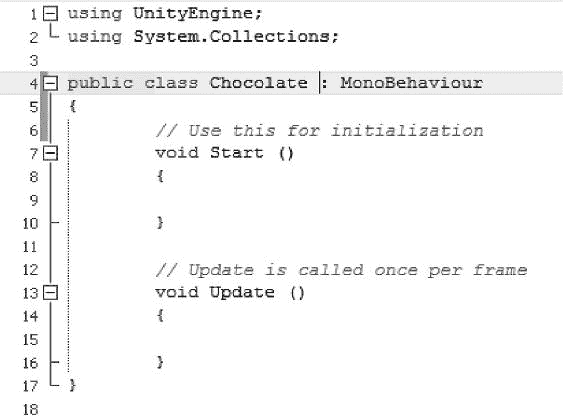 1 using UnityEngine;
2 using System.Collections;
3
4 public class Chocolate : MonoBehaviour
5 {
6 // Use this for initialization
7 void Start ()
8 {
9
10 }
11
12 // Update is called once per frame
13 void Update ()
14 {
15
16 }
17 }
18